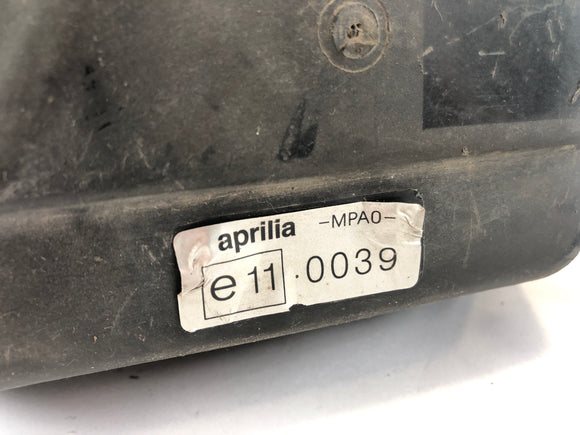 aprilia -MPA0-
e 11 · 0039